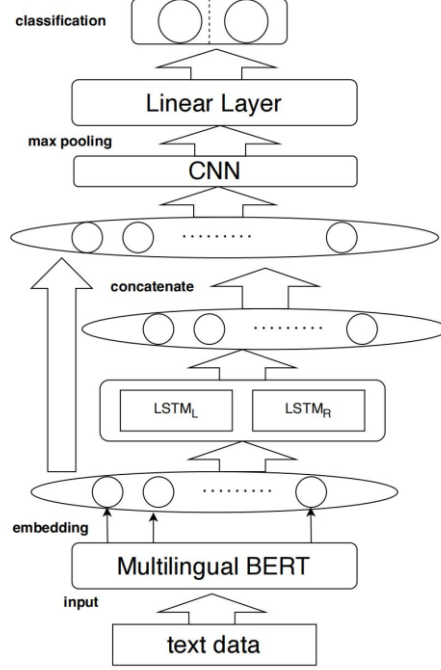 classification
Linear Layer
max pooling
CNN
.........
concatenate
.........
LSTM_L LSTM_R
.........
embedding
Multilingual BERT
input
text data